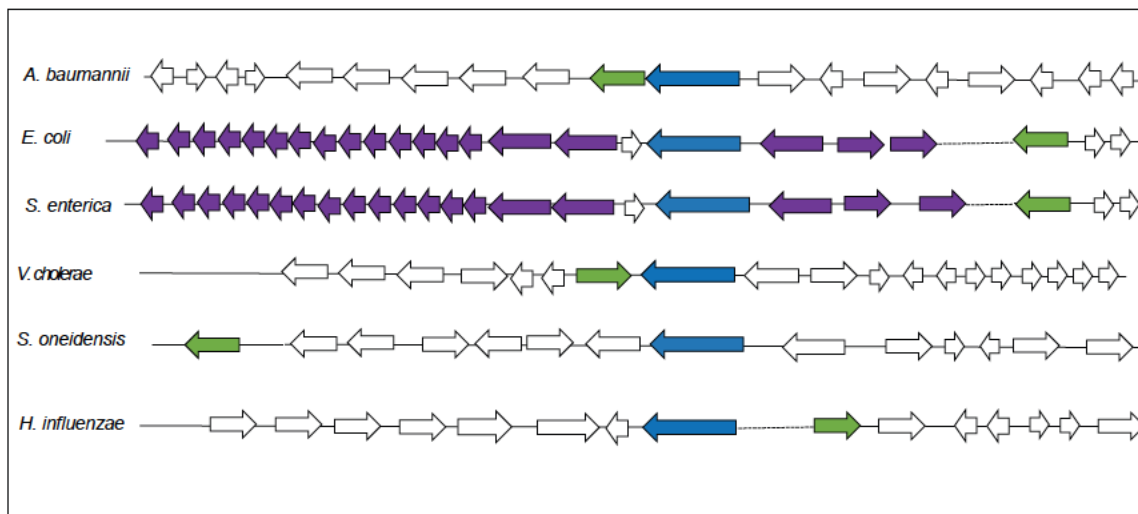 A. baumannii
E. coli
S. enterica
V. cholerae
S. oneidensis
H. influenzae